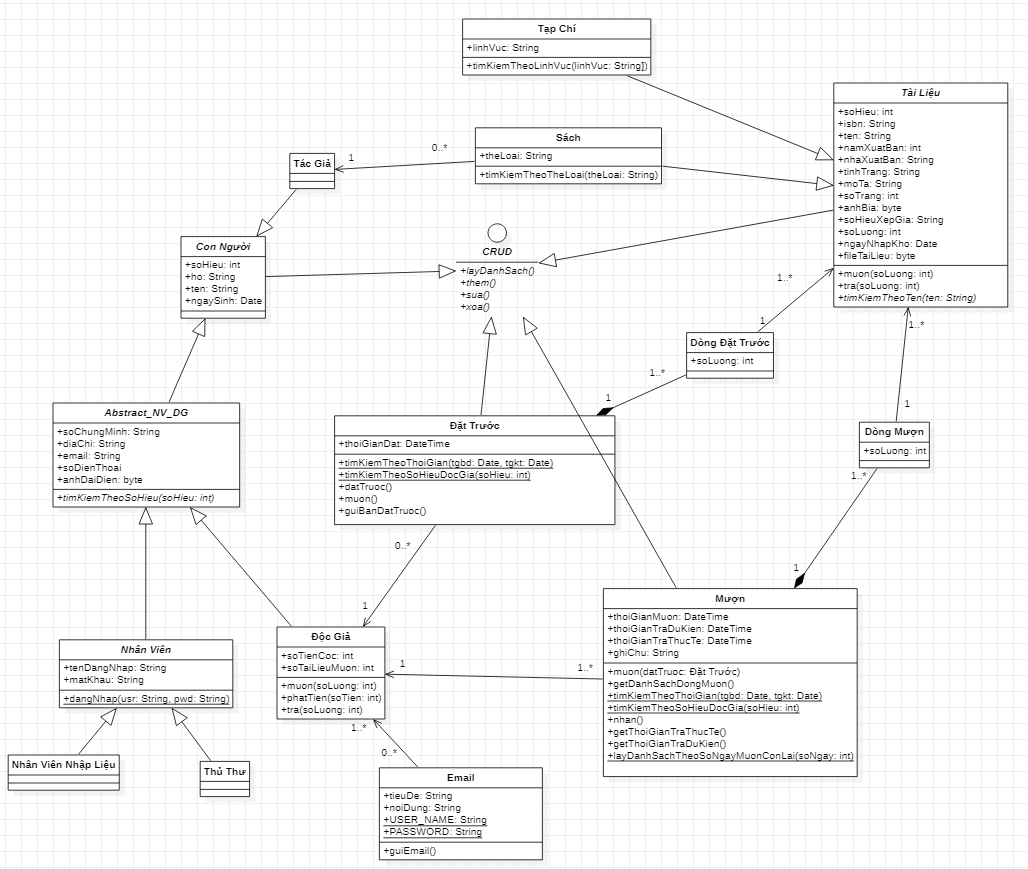 Tạp Chí
+linhVuc: String
+timKiemTheoLinhVuc(linhVuc: String])
Tài Liệu
+soHieu: int
+isbn: String
+ten: String
+namXuatBan: int
+nhaXuatBan: String
+tinhTrang: String
+moTa: String
+soTrang: int
+anhBia: byte
+soHieuXepGia: String
+soLuong: int
+ngayNhapKho: Date
+fileTaiLieu: byte
+muon(soLuong: int)
+tra(soLuong: int)
+timKiemTheoTen(ten: String)
Sách
+theLoai: String
+timKiemTheoTheLoai(theLoai: String)
0..*
1
Tác Giả
Con Người
+soHieu: int
+ho: String
+ten: String
+ngaySinh: Date
CRUD
+layDanhSach()
+them()
+sua()
+xoa()
1..*
1
Dòng Đặt Trước
+soLuong: int
1..*
1
1..*
1
Dòng Mượn
+soLuong: int
1..*
1
Abstract_NV_DG
+soChungMinh: String
+diaChi: String
+email: String
+soDienThoai
+anhDaiDien: byte
+timKiemTheoSoHieu(soHieu: int)
Đặt Trước
+thoiGianDat: DateTime
+timKiemTheoThoiGian(tgbd: Date, tgkt: Date)
+timKiemTheoSoHieuDocGia(soHieu: int)
+datTruoc()
+muon()
+guiBanDatTruoc()
0..*
1
Mượn
+thoiGianMuon: DateTime
+thoiGianTraDuKien: DateTime
+thoiGianTraThucTe: DateTime
+ghiChu: String
+muon(datTruoc: Đặt Trước)
+getDanhSachDongMuon()
+timKiemTheoThoiGian(tgbd: Date, tgkt: Date)
+timKiemTheoSoHieuDocGia(soHieu: int)
+nhan()
+getThoiGianTraThucTe()
+getThoiGianTraDuKien()
+layDanhSachTheoSoNgayMuonConLai(soNgay: int)
Độc Giả
+soTienCoc: int
+soTaiLieuMuon: int
+muon(soLuong: int)
+phatTien(soTien: int)
+tra(soLuong: int)
1
1..*
Nhân Viên
+tenDangNhap: String
+matKhau: String
+dangNhap(usr: String, pwd: String)
Nhân Viên Nhập Liệu
Thủ Thư
1..*
0..*
Email
+tieuDe: String
+noiDung: String
+USER_NAME: String
+PASSWORD: String
+guiEmail()